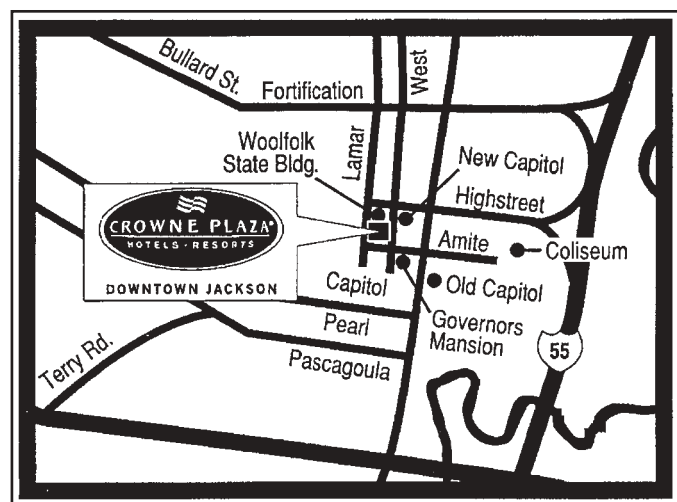 Bullard St.
Fortification
West
Lamar
Woolfolk
State Bldg.
New Capitol
Highstreet
CROWNE PLAZA®
HOTELS · RESORTS
DOWNTOWN JACKSON
Amite
Coliseum
Capitol
Old Capitol
Governors
Mansion
Pearl
Pascagoula
Terry Rd.
55